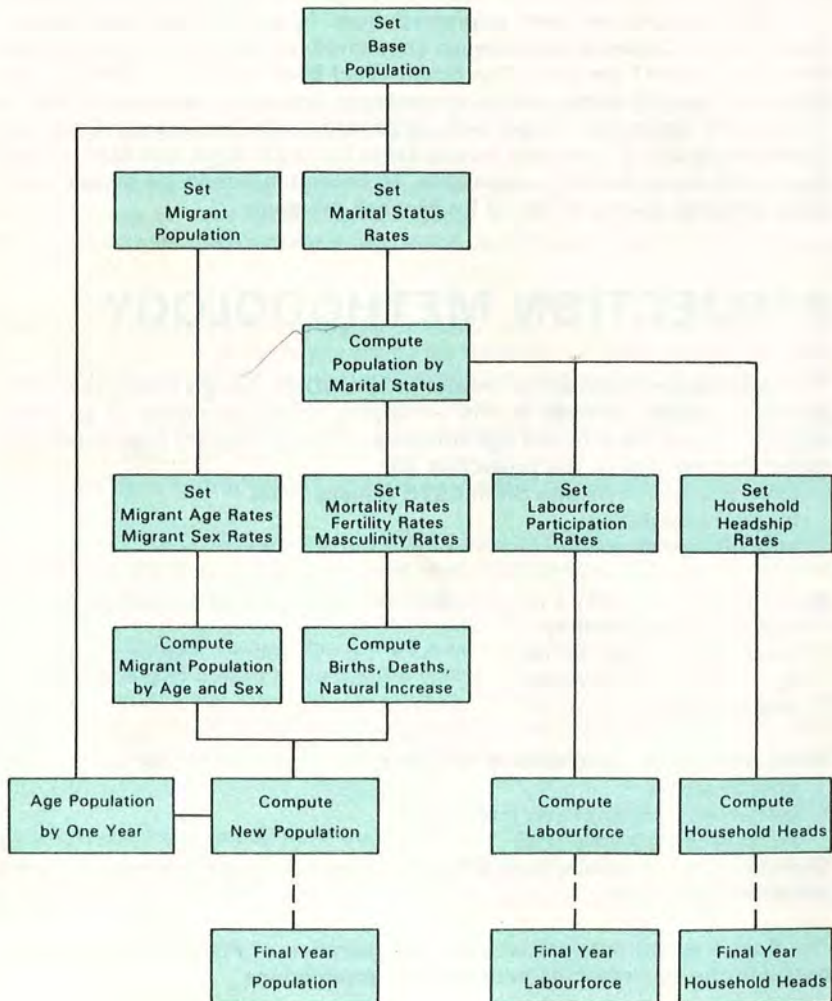 Set
Base
Population
Set
Migrant
Population
Set
Marital Status
Rates
Compute
Population by
Marital Status
Set
Migrant Age Rates
Migrant Sex Rates
Set
Mortality Rates
Fertility Rates
Masculinity Rates
Set
Labourforce
Participation
Rates
Set
Household
Headship
Rates
Compute
Migrant Population
by Age and Sex
Compute
Births, Deaths,
Natural Increase
Age Population
by One Year
Compute
New Population
Compute
Labourforce
Compute
Household Heads
Final Year
Population
Final Year
Labourforce
Final Year
Household Heads